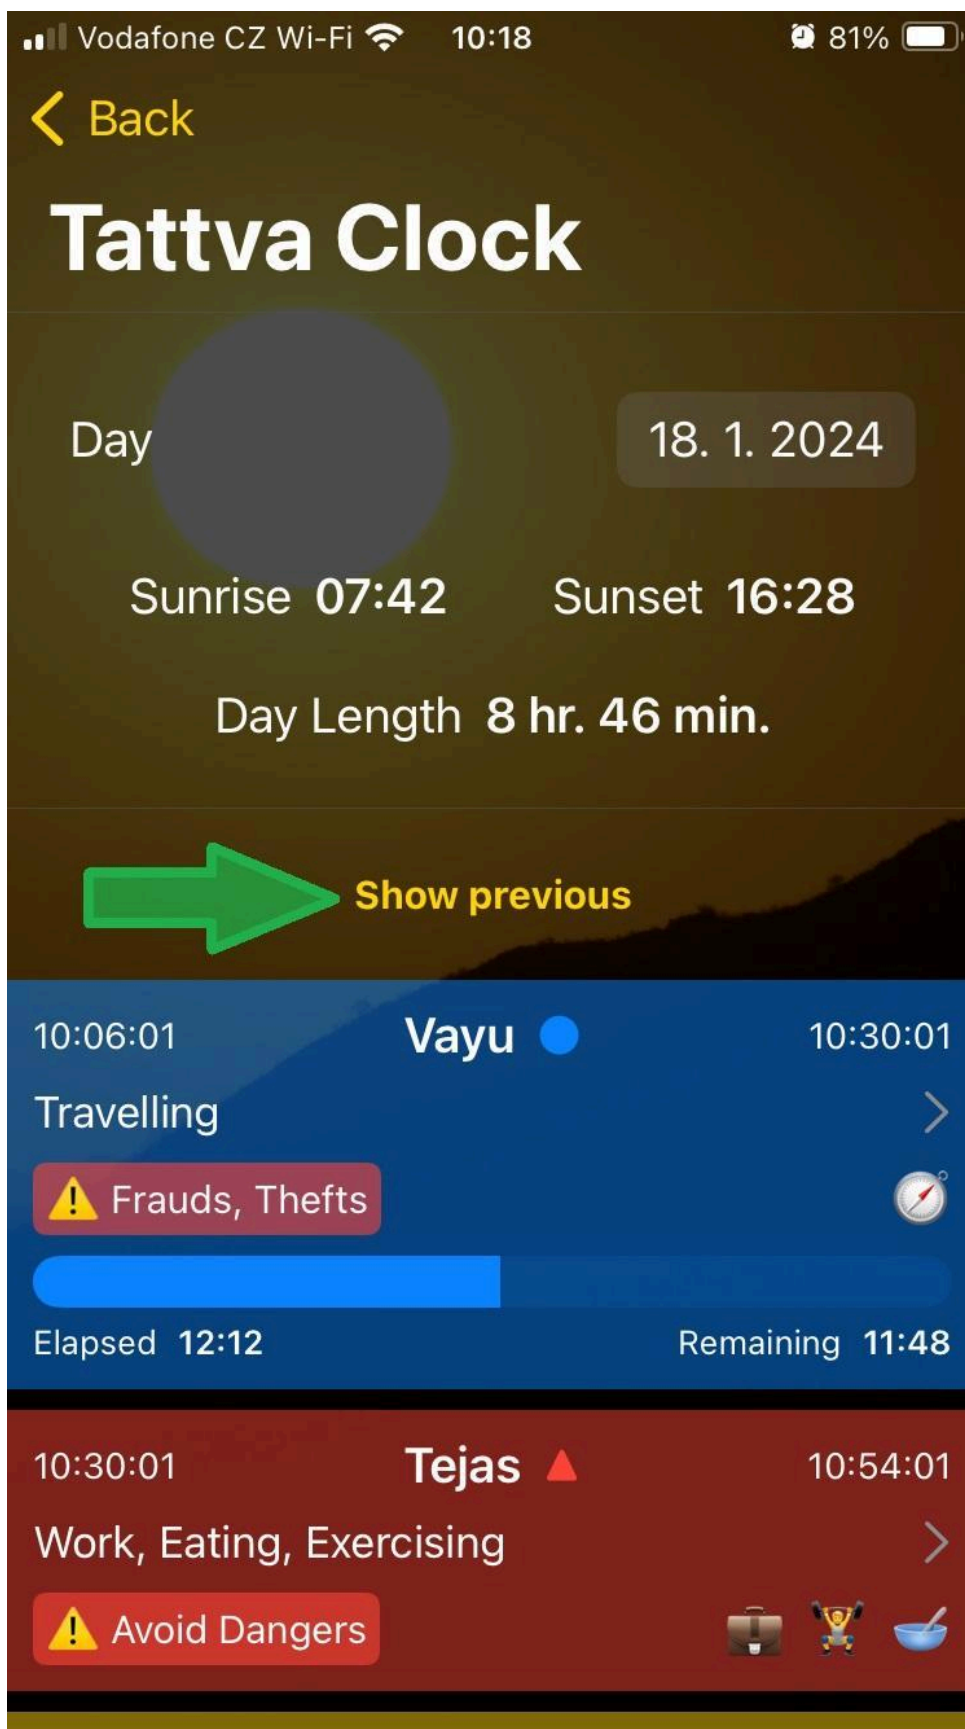 Vodafone CZ Wi-Fi 10:18 81%
Back
Tattva Clock
Day 18. 1. 2024
Sunrise 07:42 Sunset 16:28
Day Length 8 hr. 46 min.
Show previous
10:06:01 Vayu 10:30:01
Travelling
Frauds, Thefts
Elapsed 12:12 Remaining 11:48
10:30:01 Tejas 10:54:01
Work, Eating, Exercising
Avoid Dangers